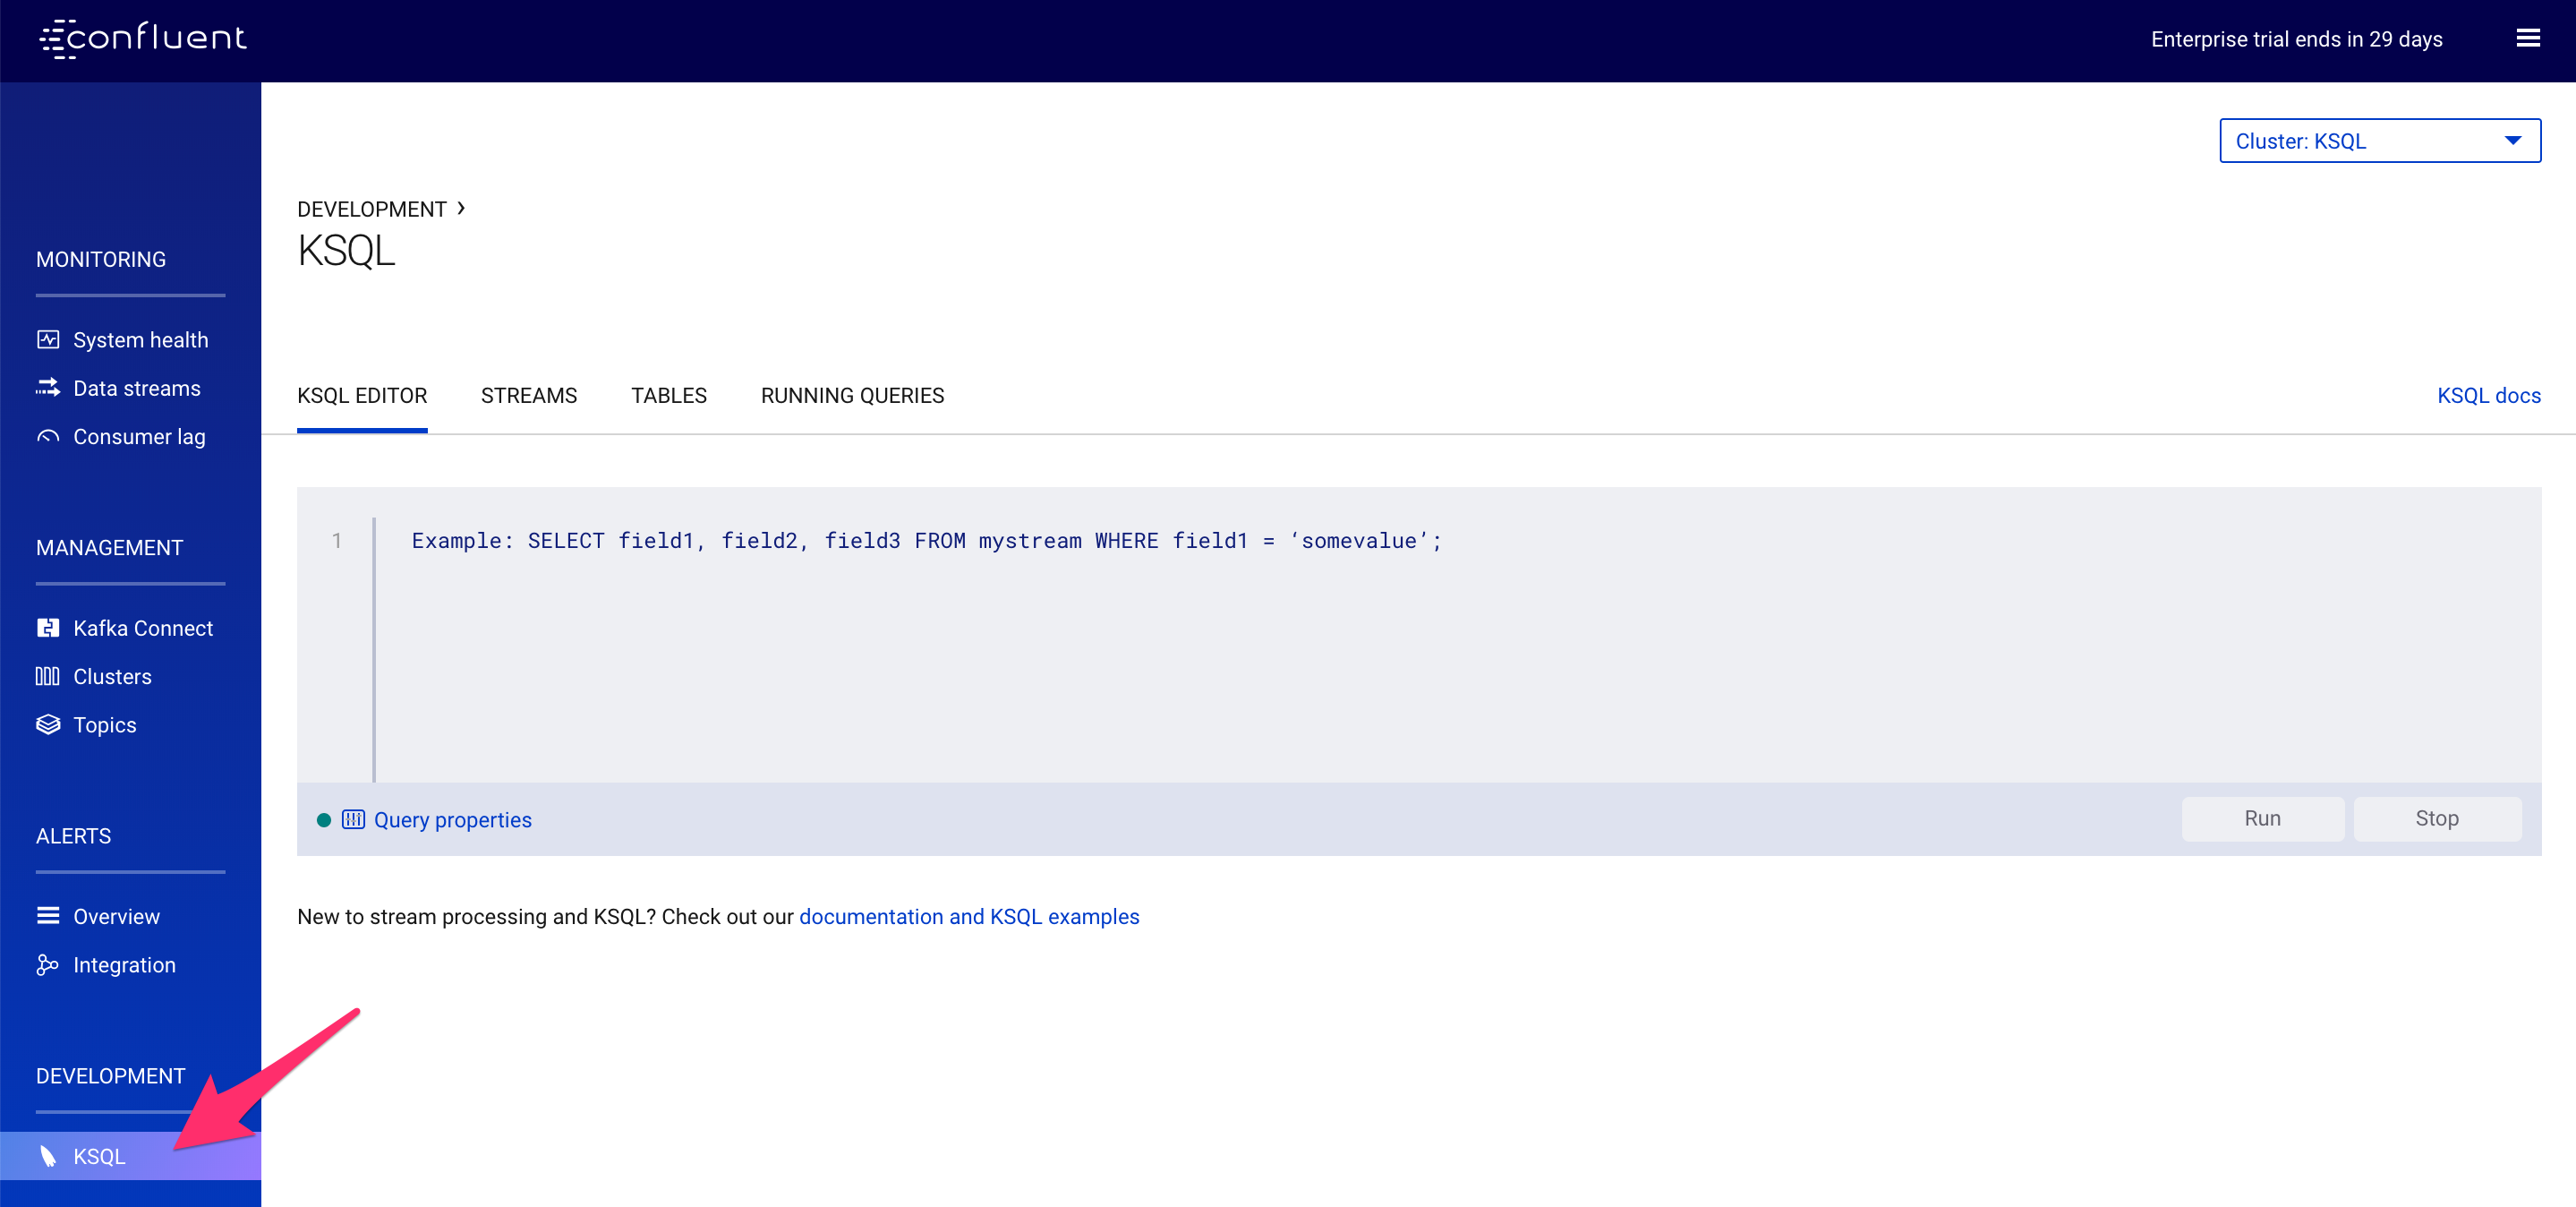 confluent
Enterprise trial ends in 29 days
Cluster: KSQL
MONITORING
System health
Data streams
Consumer lag
MANAGEMENT
Kafka Connect
Clusters
Topics
ALERTS
Overview
Integration
DEVELOPMENT
KSQL
DEVELOPMENT ›
KSQL
KSQL EDITOR STREAMS TABLES RUNNING QUERIES KSQL docs
1 Example: SELECT field1, field2, field3 FROM mystream WHERE field1 = ‘somevalue’;
Query properties Run Stop
New to stream processing and KSQL? Check out our documentation and KSQL examples